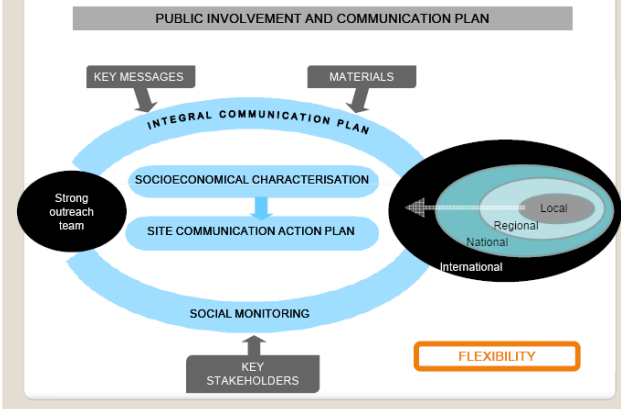 PUBLIC INVOLVEMENT AND COMMUNICATION PLAN
KEY MESSAGES
MATERIALS
INTEGRAL COMMUNICATION PLAN
SOCIOECONOMICAL CHARACTERISATION
Strong
outreach
team
SITE COMMUNICATION ACTION PLAN
Local
Regional
National
International
SOCIAL MONITORING
KEY
STAKEHOLDERS
FLEXIBILITY